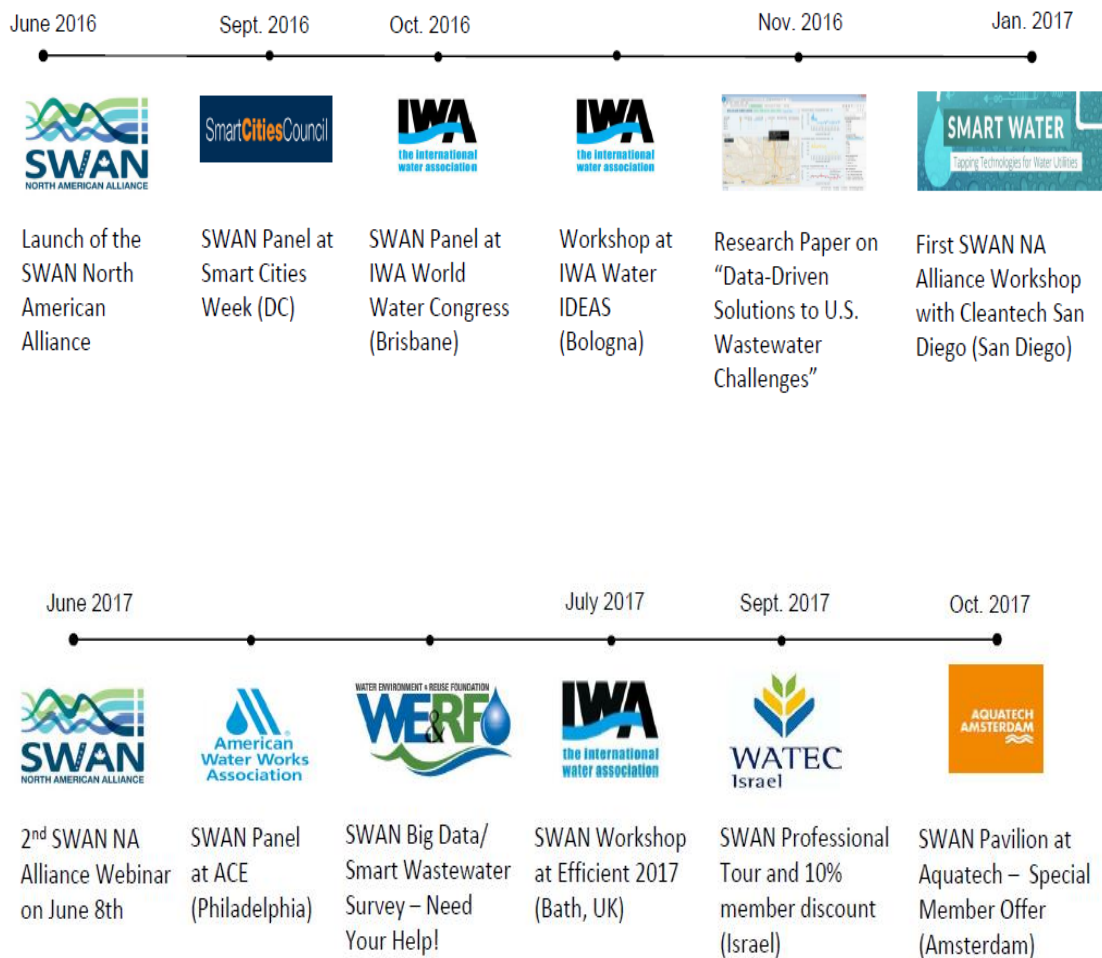 June 2016
Sept. 2016
Oct. 2016
Nov. 2016
Jan. 2017
SWAN
NORTH AMERICAN ALLIANCE
SmartCitiesCouncil
IWA
the international
water association
IWA
the international
water association
SMART WATER
Tapping Technologies for Water Utilities
Launch of the
SWAN North
American
Alliance
SWAN Panel at
Smart Cities
Week (DC)
SWAN Panel at
IWA World
Water Congress
(Brisbane)
Workshop at
IWA Water
IDEAS
(Bologna)
Research Paper on
“Data-Driven
Solutions to U.S.
Wastewater
Challenges”
First SWAN NA
Alliance Workshop
with Cleantech San
Diego (San Diego)
June 2017
July 2017
Sept. 2017
Oct. 2017
SWAN
NORTH AMERICAN ALLIANCE
American
Water Works
Association
WATER ENVIRONMENT & REUSE FOUNDATION
WE&RF
IWA
the international
water association
WATEC
Israel
AQUATECH
AMSTERDAM
2nd SWAN NA
Alliance Webinar
on June 8th
SWAN Panel
at ACE
(Philadelphia)
SWAN Big Data/
Smart Wastewater
Survey – Need
Your Help!
SWAN Workshop
at Efficient 2017
(Bath, UK)
SWAN Professional
Tour and 10%
member discount
(Israel)
SWAN Pavilion at
Aquatech – Special
Member Offer
(Amsterdam)